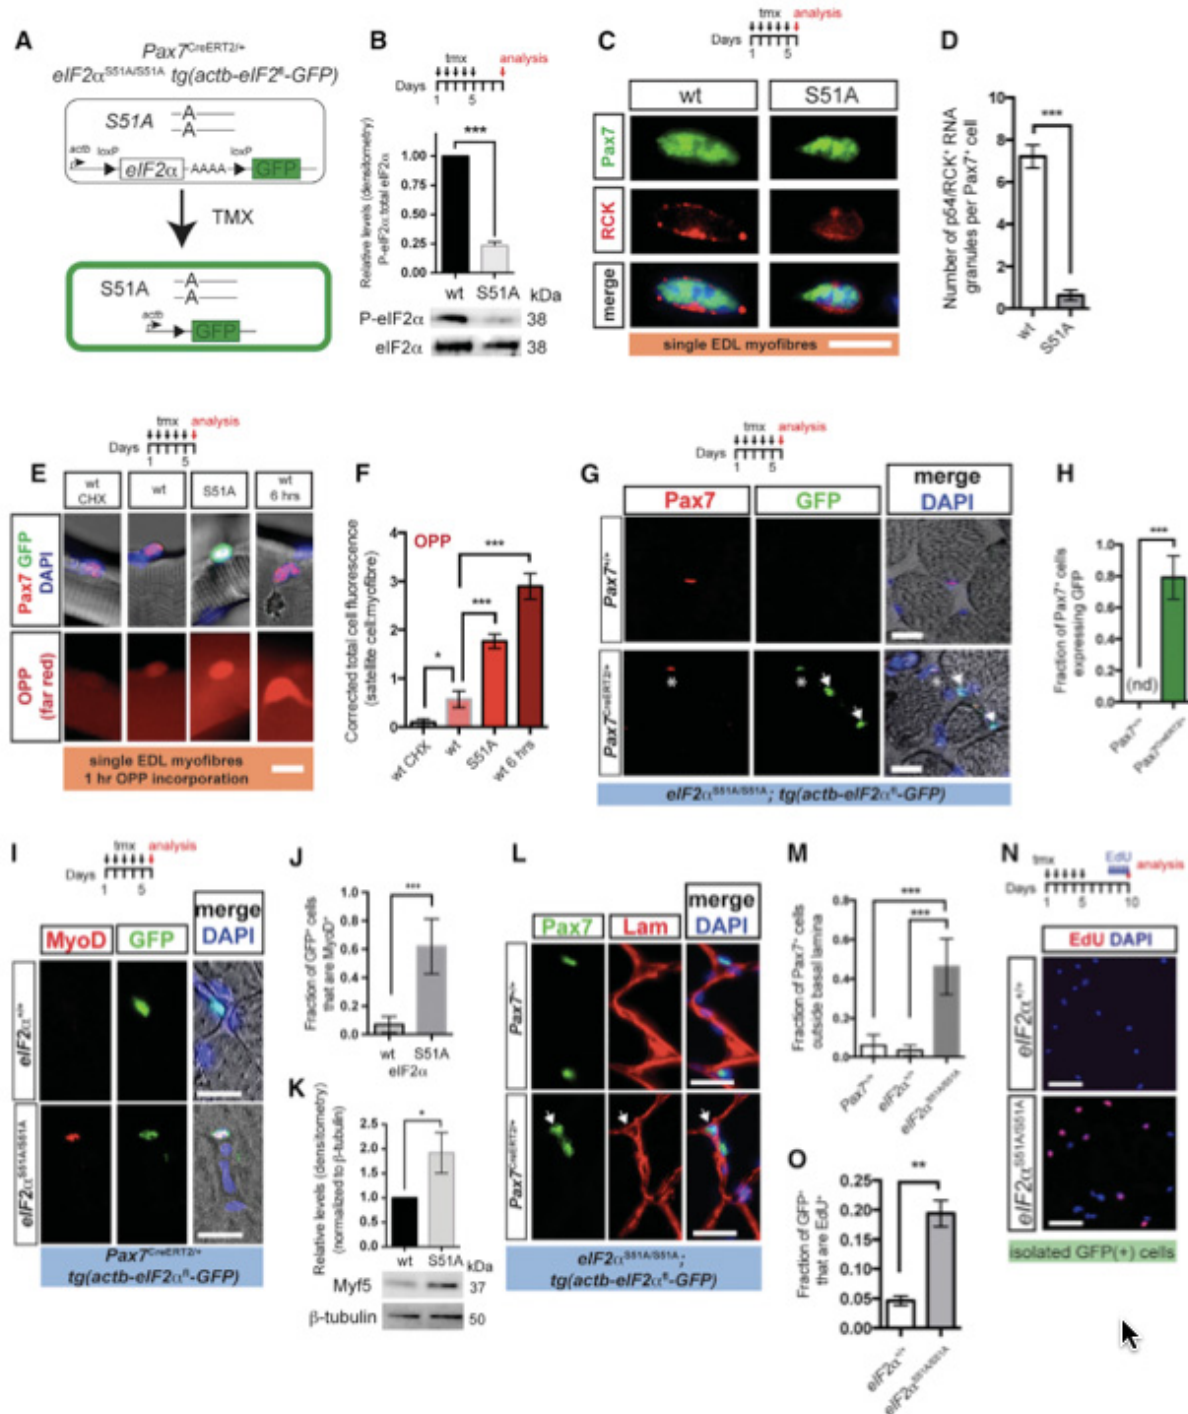 A
Pax7CreERT2/+
eIF2αS51A/S51A tg(actb-eIF2fl-GFP)
S51A
A
A
actb
loxP
loxP
eIF2α
AAAA
GFP
TMX
S51A
A
A
actb
GFP
B
tmx
analysis
Days
1
5
***
Relative levels (densitometry)
P-eIF2α:total eIF2α
1.00
0.75
0.50
0.25
0.00
wt
S51A
kDa
P-eIF2α
38
eIF2α
38
C
tmx
analysis
Days
1
5
wt
S51A
Pax7
RCK
merge
single EDL myofibres
D
Number of p54/RCK+ RNA
granules per Pax7+ cell
10
8
6
4
2
0
***
wt
S51A
E
tmx
analysis
Days
1
5
wt
CHX
wt
S51A
wt
6 hrs
Pax7 GFP
DAPI
OPP
(far red)
single EDL myofibres
1 hr OPP incorporation
F
Corrected total cell fluorescence
(satellite cell:myofibre)
4
3
2
1
0
OPP
***
***
*
wt CHX
wt
S51A
wt 6 hrs
G
tmx
analysis
Days
1
5
Pax7
GFP
merge
DAPI
Pax7+/+
Pax7CreERT2/+
*
*
eIF2αS51A/S51A; tg(actb-eIF2αfl-GFP)
H
Fraction of Pax7+ cells
expressing GFP
1.0
0.8
0.6
0.4
0.2
0.0
***
(nd)
Pax7+/+
Pax7CreERT2/+
I
tmx
analysis
Days
1
5
MyoD
GFP
merge
DAPI
eIF2α+/+
eIF2αS51A/S51A
Pax7CreERT2/+
tg(actb-eIF2αfl-GFP)
J
Fraction of GFP+ cells
that are MyoD+
1.0
0.8
0.6
0.4
0.2
0.0
***
wt
S51A
eIF2α
K
Relative levels (densitometry)
(normalized to β-tubulin)
2.5
2.0
1.5
1.0
0.5
0.0
*
wt
S51A
kDa
Myf5
37
β-tubulin
50
L
Pax7
Lam
merge
DAPI
Pax7+/+
Pax7CreERT2/+
eIF2αS51A/S51A;
tg(actb-eIF2αfl-GFP)
M
Fraction of Pax7+ cells
outside basal lamina
0.8
0.6
0.4
0.2
0.0
***
***
Pax7+/+
eIF2α+/+
eIF2αS51A/S51A
N
tmx
EdU
analysis
Days
1
5
10
EdU DAPI
eIF2α+/+
eIF2αS51A/S51A
isolated GFP(+) cells
O
Fraction of GFP+
that are EdU+
0.25
0.20
0.15
0.10
0.05
0.00
**
eIF2α+/+
eIF2αS51A/S51A